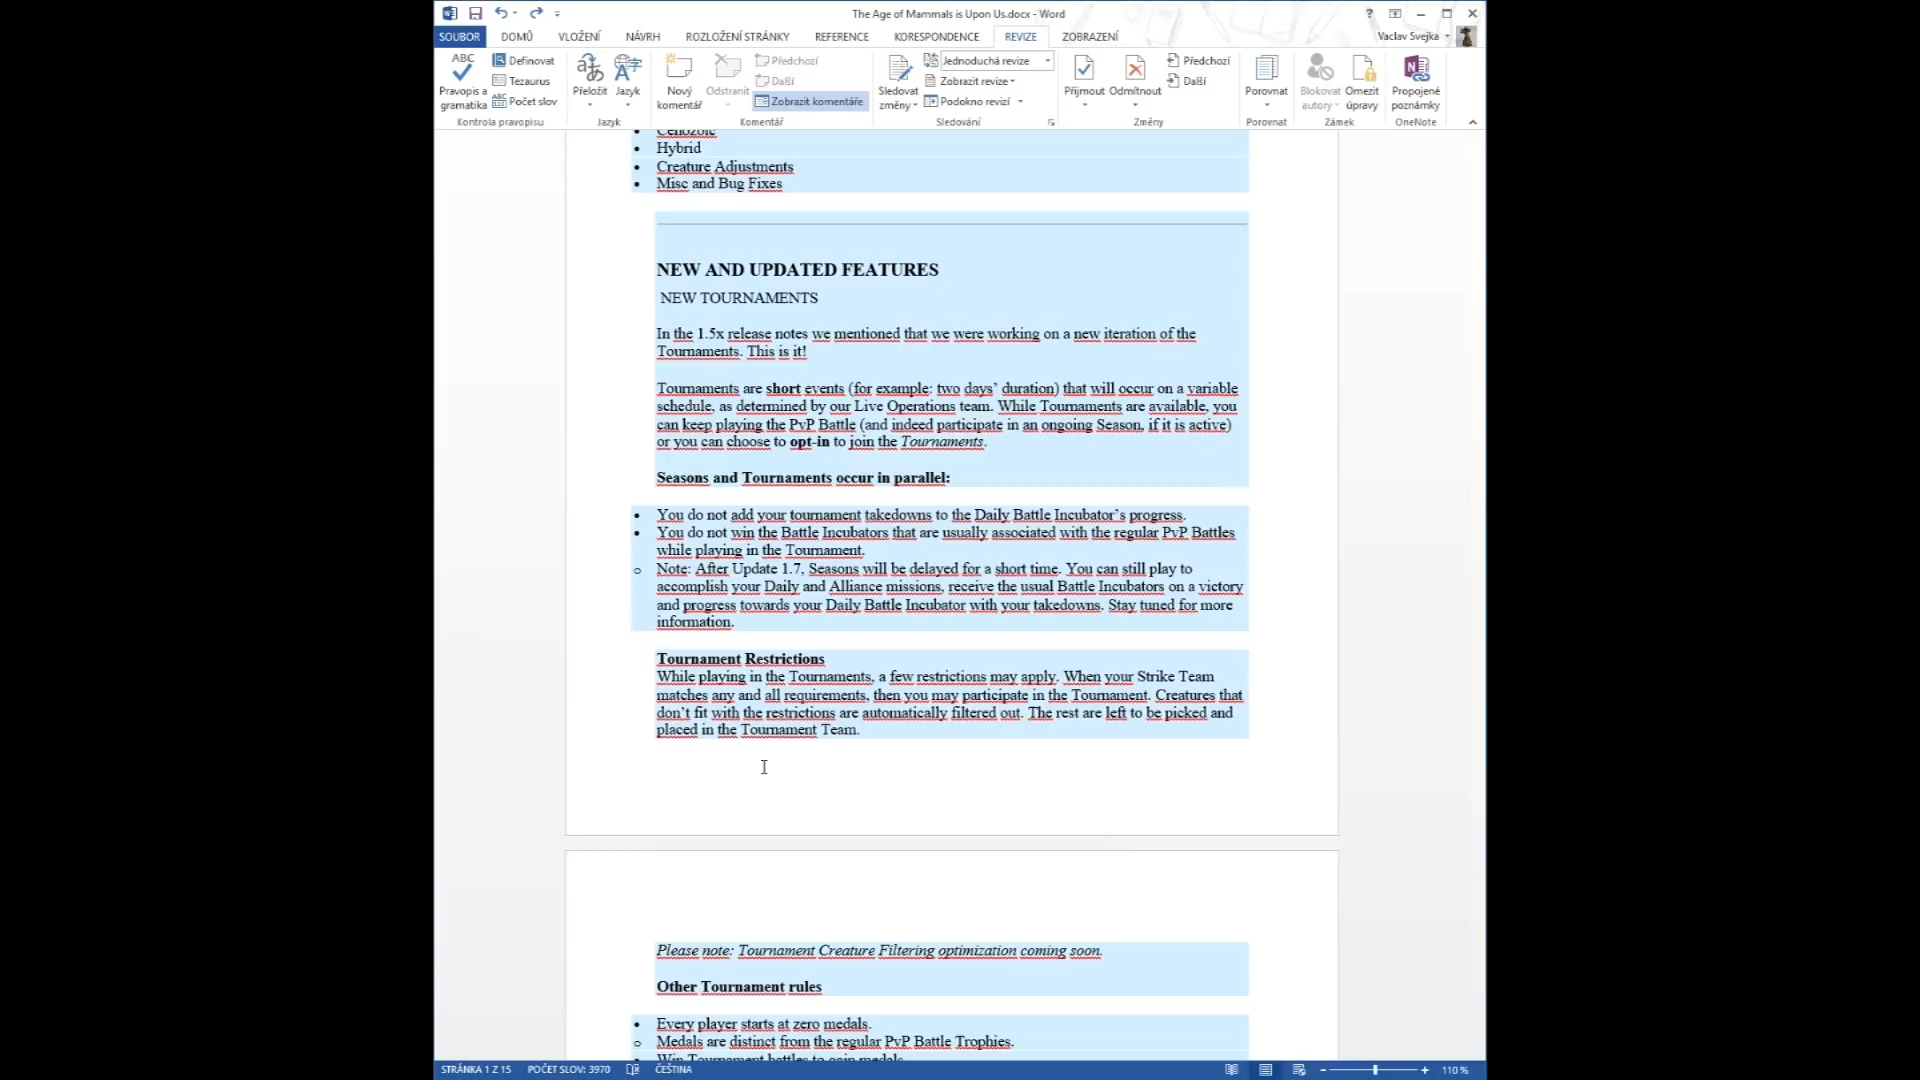 The Age of Mammals is Upon Us.docx - Word
?
SOUBOR DOMŮ VLOŽENÍ NÁVRH ROZLOŽENÍ STRÁNKY REFERENCE KORESPONDENCE REVIZE ZOBRAZENÍ Vaclav Svejka
ABC Definovat Předchozí Jednoduchá revize Předchozí
Tezaurus Další Zobrazit revize Další
Pravopis a gramatika ABC 123 Počet slov Přeložit Jazyk Nový komentář Odstranit Zobrazit komentáře Sledovat změny Podokno revizí Přijmout Odmítnout Porovnat Blokovat autory Omezit úpravy Propojené poznámky
Kontrola pravopisu Jazyk Komentář Sledování Změny Porovnat Zámek OneNote
• Cenozoic
• Hybrid
• Creature Adjustments
• Misc and Bug Fixes
NEW AND UPDATED FEATURES
NEW TOURNAMENTS
In the 1.5x release notes we mentioned that we were working on a new iteration of the
Tournaments. This is it!
Tournaments are short events (for example: two days’ duration) that will occur on a variable
schedule, as determined by our Live Operations team. While Tournaments are available, you
can keep playing the PvP Battle (and indeed participate in an ongoing Season, if it is active)
or you can choose to opt-in to join the Tournaments.
Seasons and Tournaments occur in parallel:
• You do not add your tournament takedowns to the Daily Battle Incubator’s progress.
• You do not win the Battle Incubators that are usually associated with the regular PvP Battles
while playing in the Tournament.
o Note: After Update 1.7, Seasons will be delayed for a short time. You can still play to
accomplish your Daily and Alliance missions, receive the usual Battle Incubators on a victory
and progress towards your Daily Battle Incubator with your takedowns. Stay tuned for more
information.
Tournament Restrictions
While playing in the Tournaments, a few restrictions may apply. When your Strike Team
matches any and all requirements, then you may participate in the Tournament. Creatures that
don’t fit with the restrictions are automatically filtered out. The rest are left to be picked and
placed in the Tournament Team.
Please note: Tournament Creature Filtering optimization coming soon.
Other Tournament rules
• Every player starts at zero medals.
o Medals are distinct from the regular PvP Battle Trophies.
• Win Tournament battles to gain medals.
STRÁNKA 1 Z 15 POČET SLOV: 3970 ČEŠTINA 110 %